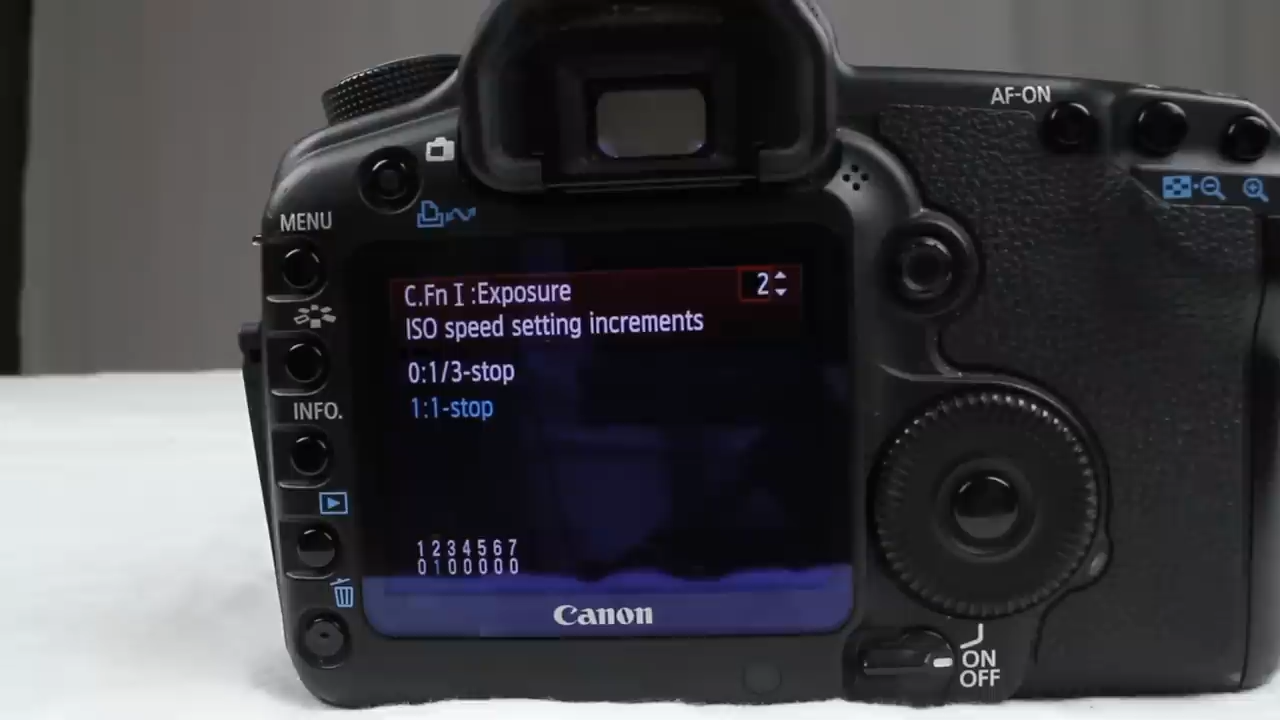 AF-ON
MENU
C.Fn I :Exposure 2
ISO speed setting increments
0:1/3-stop
1:1-stop
INFO.
1 2 3 4 5 6 7
0 1 0 0 0 0 0
Canon
ON
OFF